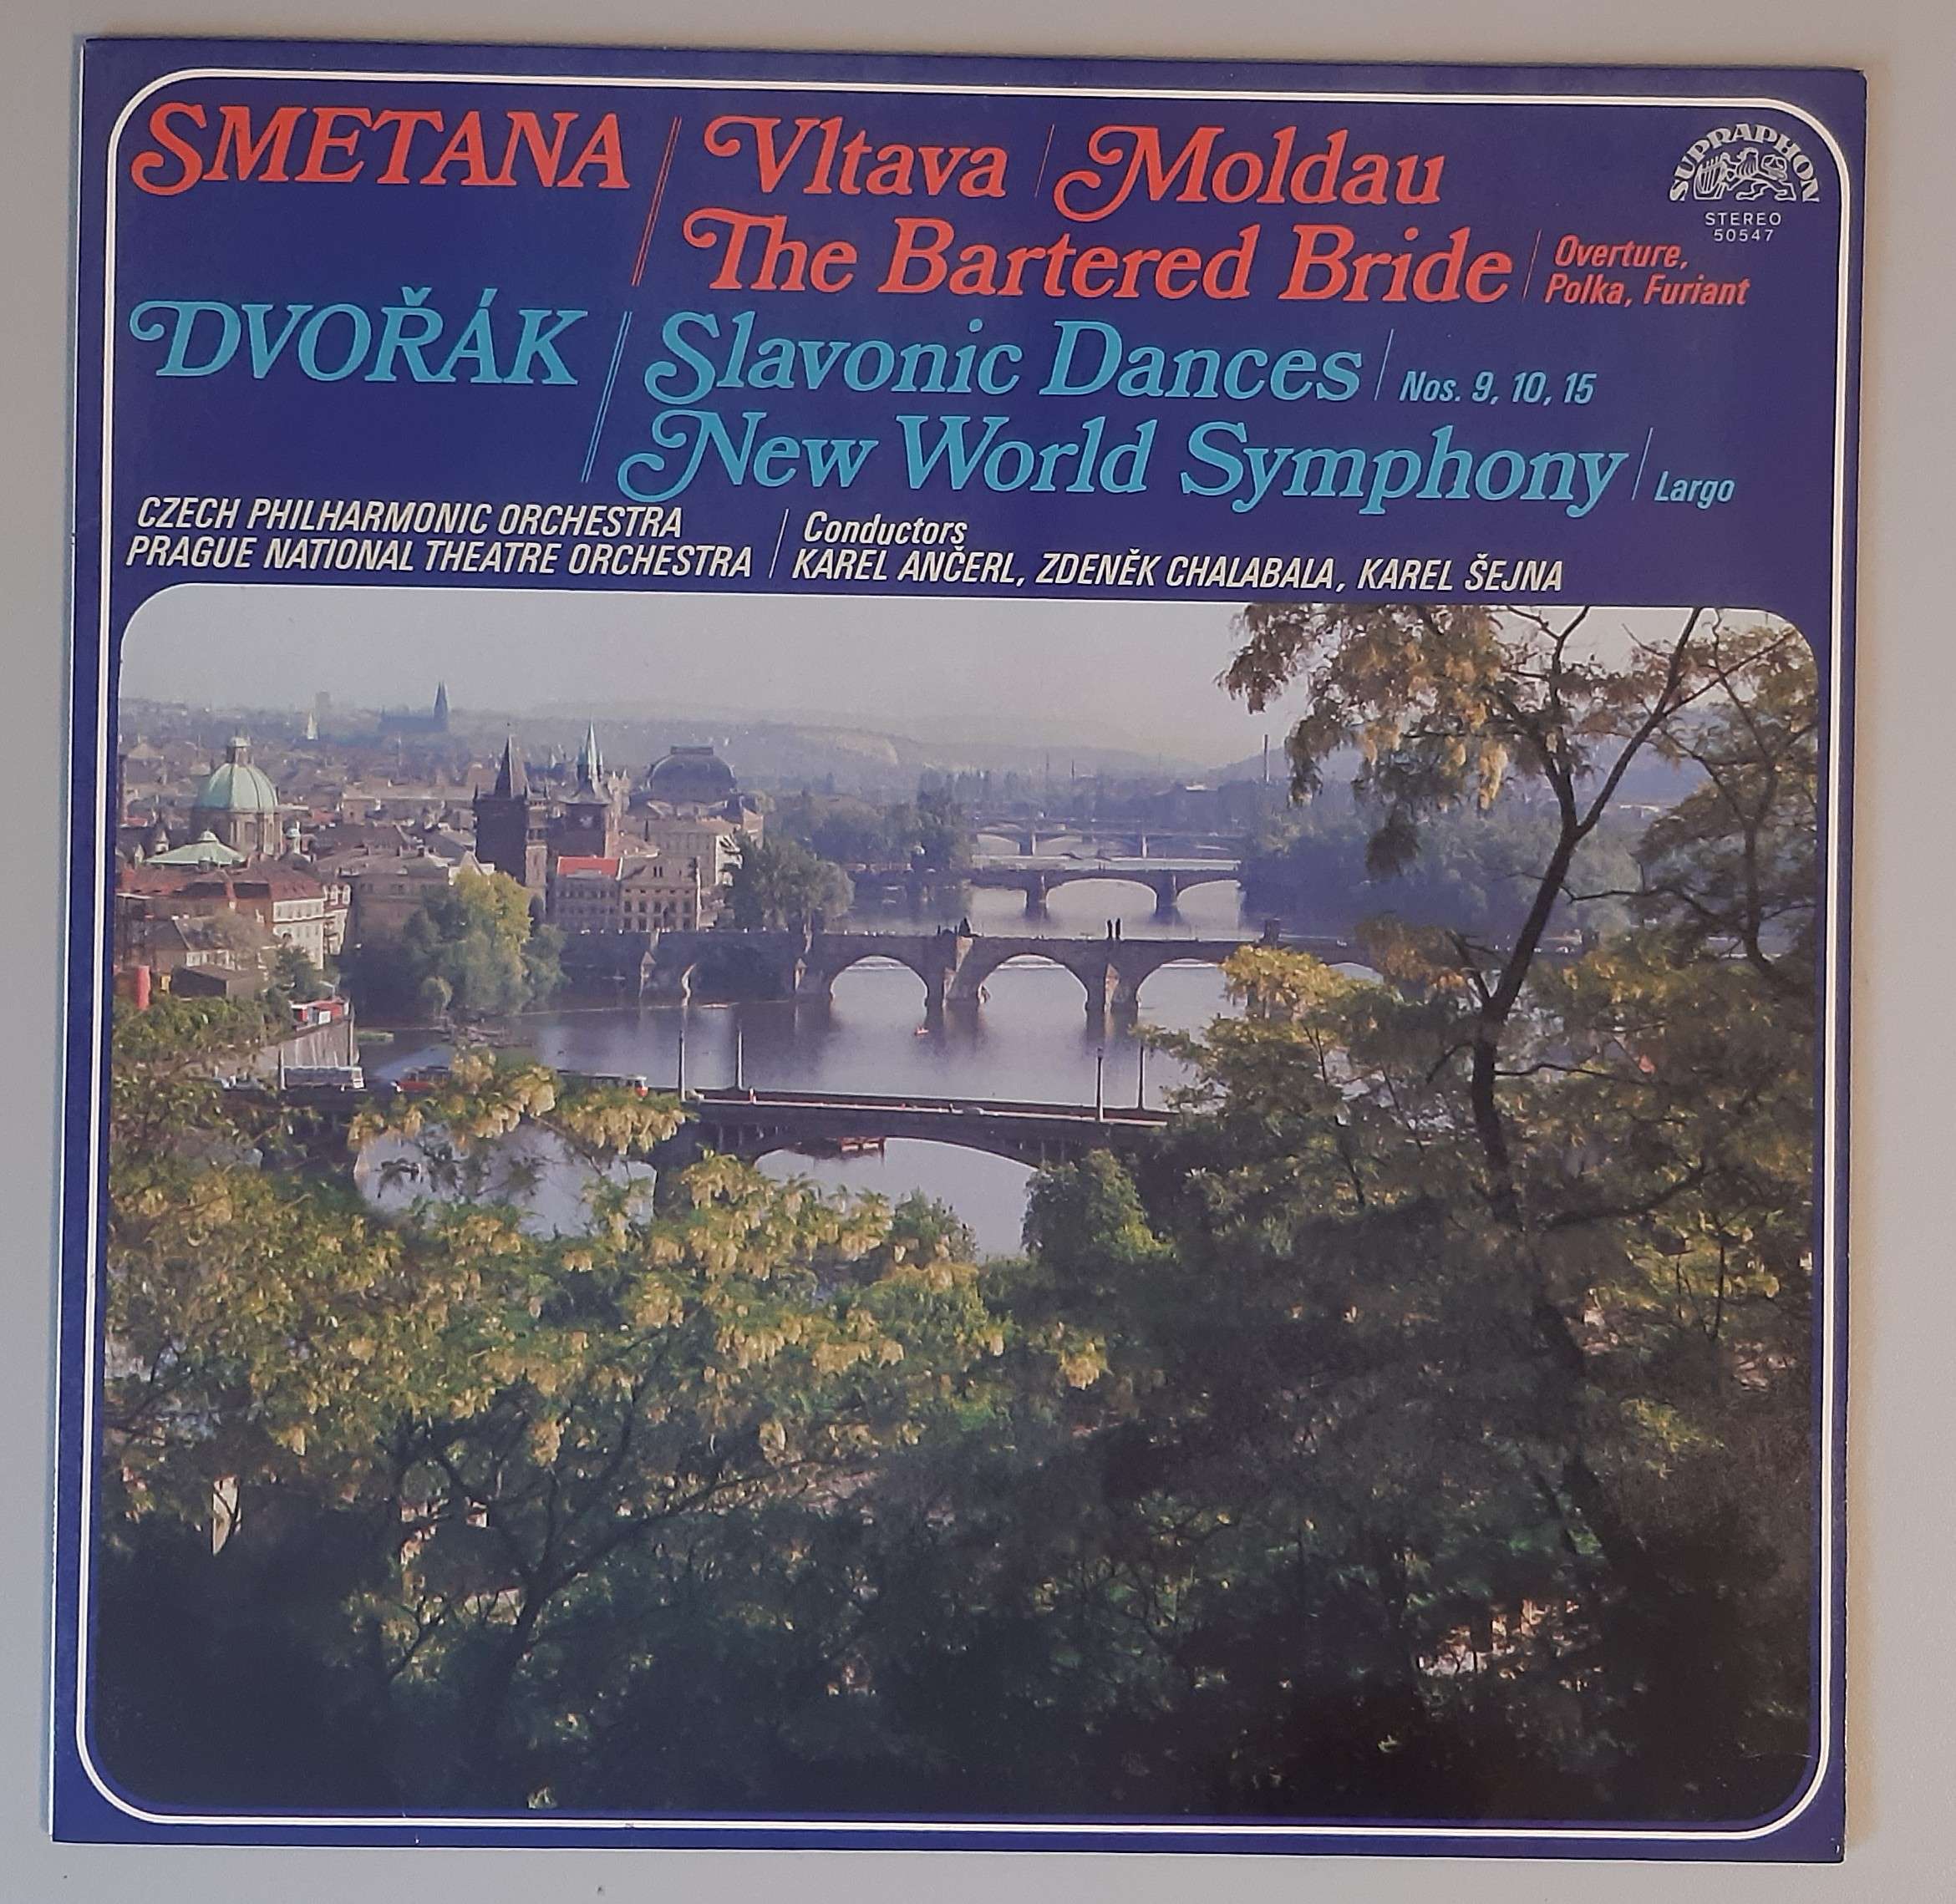 SMETANA Vltava Moldau
The Bartered Bride Overture,
Polka, Furiant
SUPRAPHON
STEREO
50547
DVOŘÁK Slavonic Dances Nos. 9, 10, 15
New World Symphony Largo
CZECH PHILHARMONIC ORCHESTRA
PRAGUE NATIONAL THEATRE ORCHESTRA
Conductors
KAREL ANČERL, ZDENĚK CHALABALA, KAREL ŠEJNA